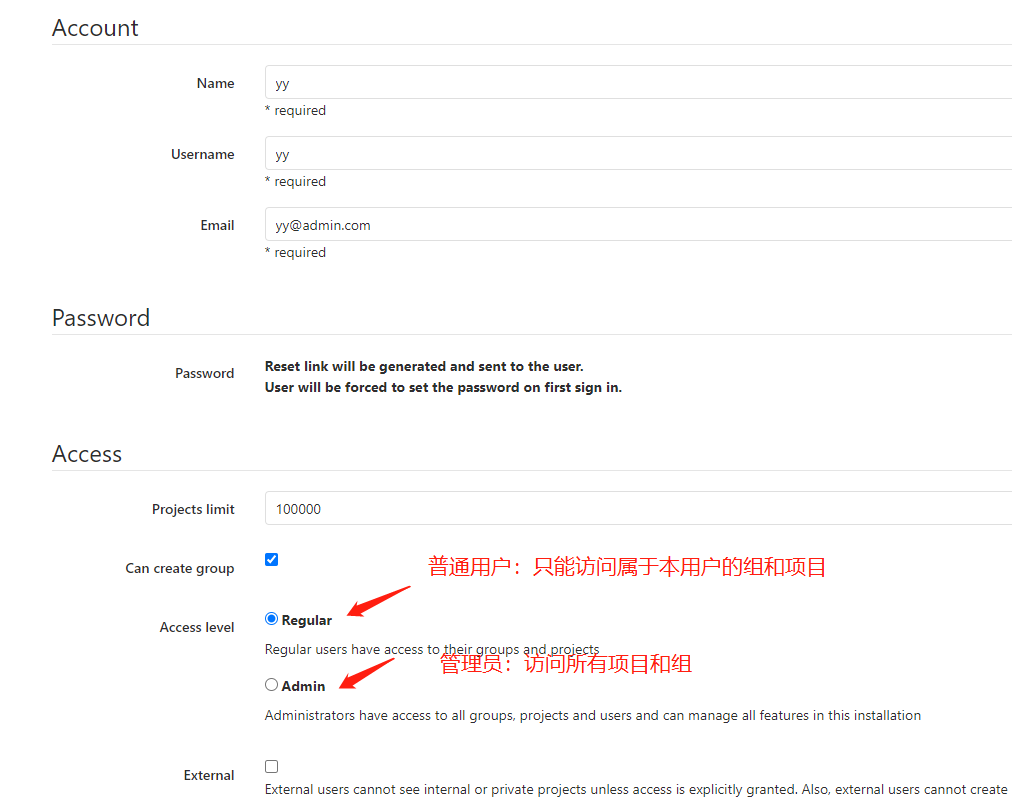 Account
Name
yy
* required
Username
yy
* required
Email
yy@admin.com
* required
Password
Password
Reset link will be generated and sent to the user.
User will be forced to set the password on first sign in.
Access
Projects limit
100000
Can create group
普通用户：只能访问属于本用户的组和项目
Access level
Regular
Regular users have access to their groups and projects
管理员：访问所有项目和组
Admin
Administrators have access to all groups, projects and users and can manage all features in this installation
External
External users cannot see internal or private projects unless access is explicitly granted. Also, external users cannot create